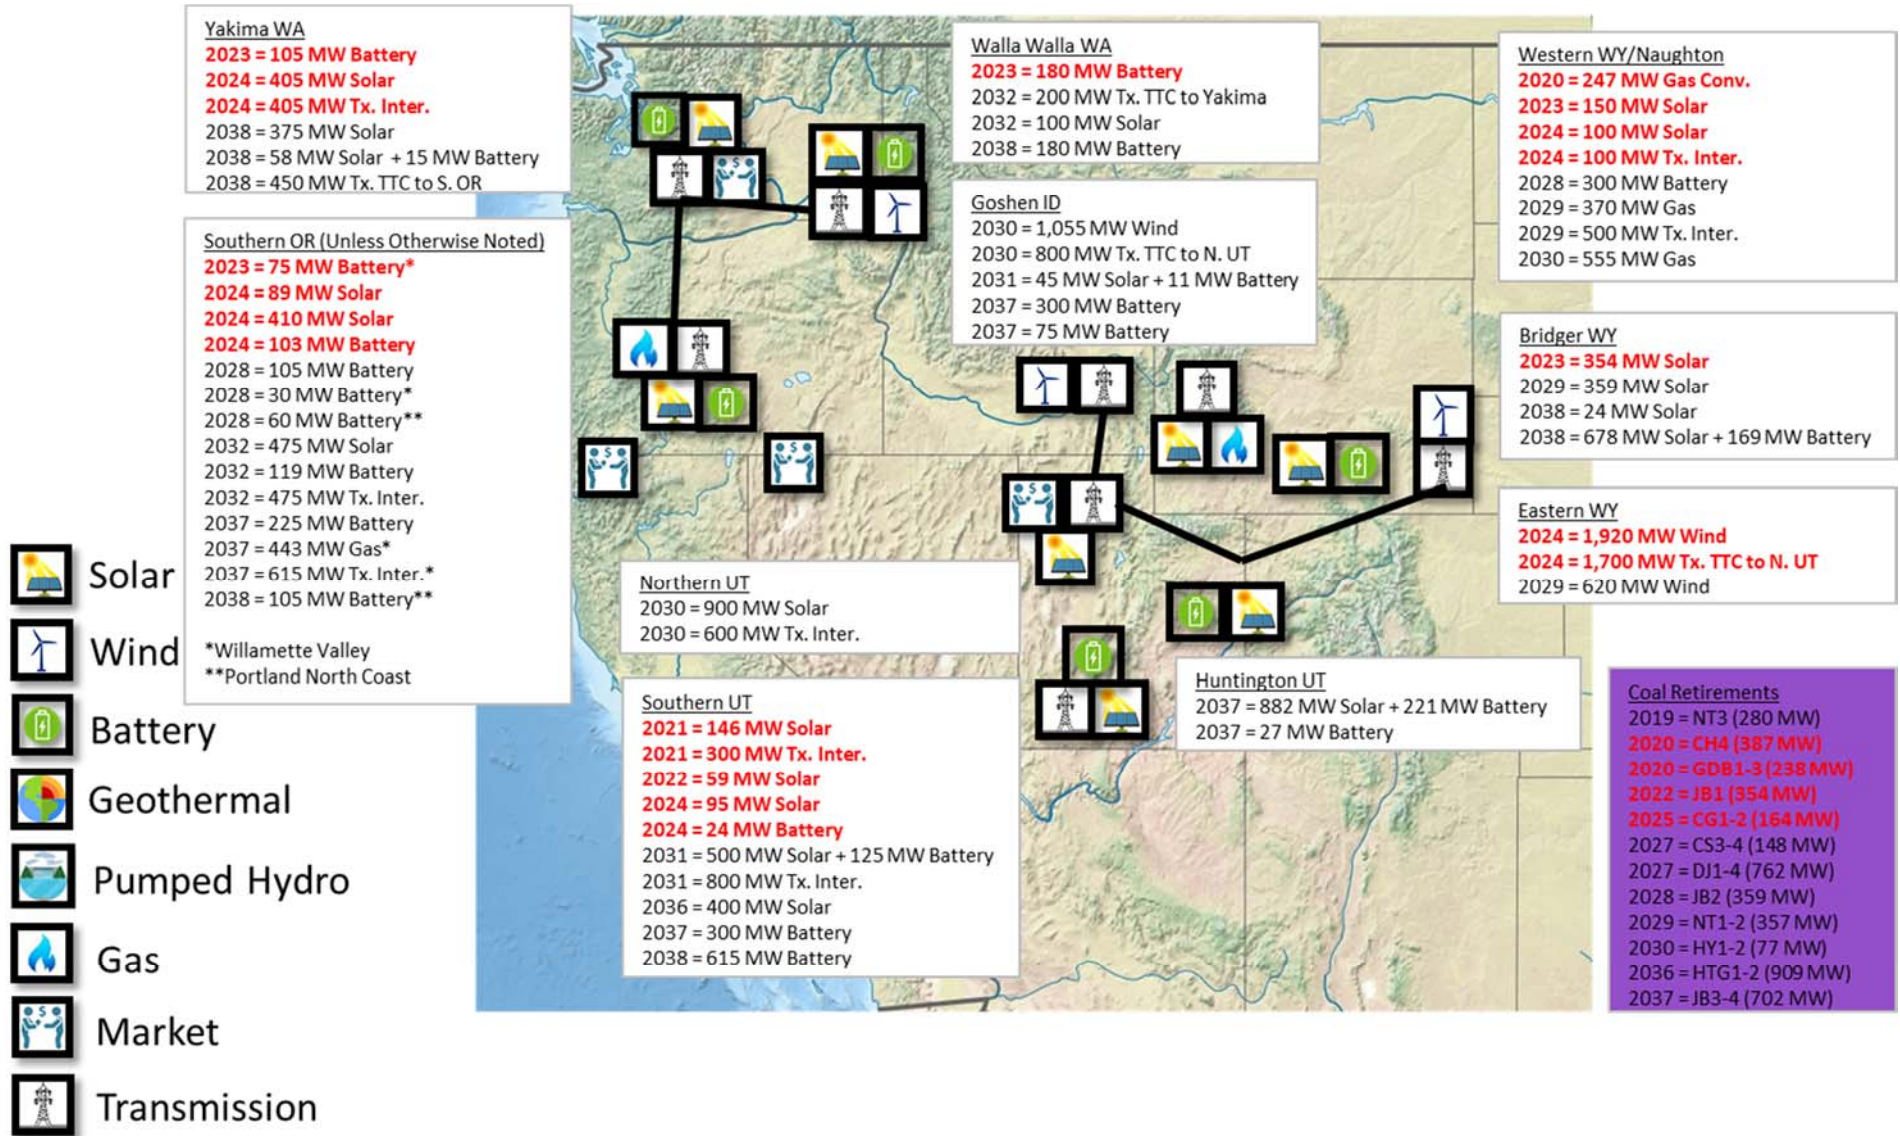 Yakima WA
2023 = 105 MW Battery
2024 = 405 MW Solar
2024 = 405 MW Tx. Inter.
2038 = 375 MW Solar
2038 = 58 MW Solar + 15 MW Battery
2038 = 450 MW Tx. TTC to S. OR
Southern OR (Unless Otherwise Noted)
2023 = 75 MW Battery*
2024 = 89 MW Solar
2024 = 410 MW Solar
2024 = 103 MW Battery
2028 = 105 MW Battery
2028 = 30 MW Battery*
2028 = 60 MW Battery**
2032 = 475 MW Solar
2032 = 119 MW Battery
2032 = 475 MW Tx. Inter.
2037 = 225 MW Battery
2037 = 443 MW Gas*
2037 = 615 MW Tx. Inter.*
2038 = 105 MW Battery**
*Willamette Valley
**Portland North Coast
Walla Walla WA
2023 = 180 MW Battery
2032 = 200 MW Tx. TTC to Yakima
2032 = 100 MW Solar
2038 = 180 MW Battery
Goshen ID
2030 = 1,055 MW Wind
2030 = 800 MW Tx. TTC to N. UT
2031 = 45 MW Solar + 11 MW Battery
2037 = 300 MW Battery
2037 = 75 MW Battery
Western WY/Naughton
2020 = 247 MW Gas Conv.
2023 = 150 MW Solar
2024 = 100 MW Solar
2024 = 100 MW Tx. Inter.
2028 = 300 MW Battery
2029 = 370 MW Gas
2029 = 500 MW Tx. Inter.
2030 = 555 MW Gas
Bridger WY
2023 = 354 MW Solar
2029 = 359 MW Solar
2038 = 24 MW Solar
2038 = 678 MW Solar + 169 MW Battery
Eastern WY
2024 = 1,920 MW Wind
2024 = 1,700 MW Tx. TTC to N. UT
2029 = 620 MW Wind
Northern UT
2030 = 900 MW Solar
2030 = 600 MW Tx. Inter.
Southern UT
2021 = 146 MW Solar
2021 = 300 MW Tx. Inter.
2022 = 59 MW Solar
2024 = 95 MW Solar
2024 = 24 MW Battery
2031 = 500 MW Solar + 125 MW Battery
2031 = 800 MW Tx. Inter.
2036 = 400 MW Solar
2037 = 300 MW Battery
2038 = 615 MW Battery
Huntington UT
2037 = 882 MW Solar + 221 MW Battery
2037 = 27 MW Battery
Coal Retirements
2019 = NT3 (280 MW)
2020 = CH4 (387 MW)
2020 = GDB1-3 (238 MW)
2022 = JB1 (354 MW)
2025 = CG1-2 (164 MW)
2027 = CS3-4 (148 MW)
2027 = DJ1-4 (762 MW)
2028 = JB2 (359 MW)
2029 = NT1-2 (357 MW)
2030 = HY1-2 (77 MW)
2036 = HTG1-2 (909 MW)
2037 = JB3-4 (702 MW)
Solar
Wind
Battery
Geothermal
Pumped Hydro
Gas
Market
Transmission